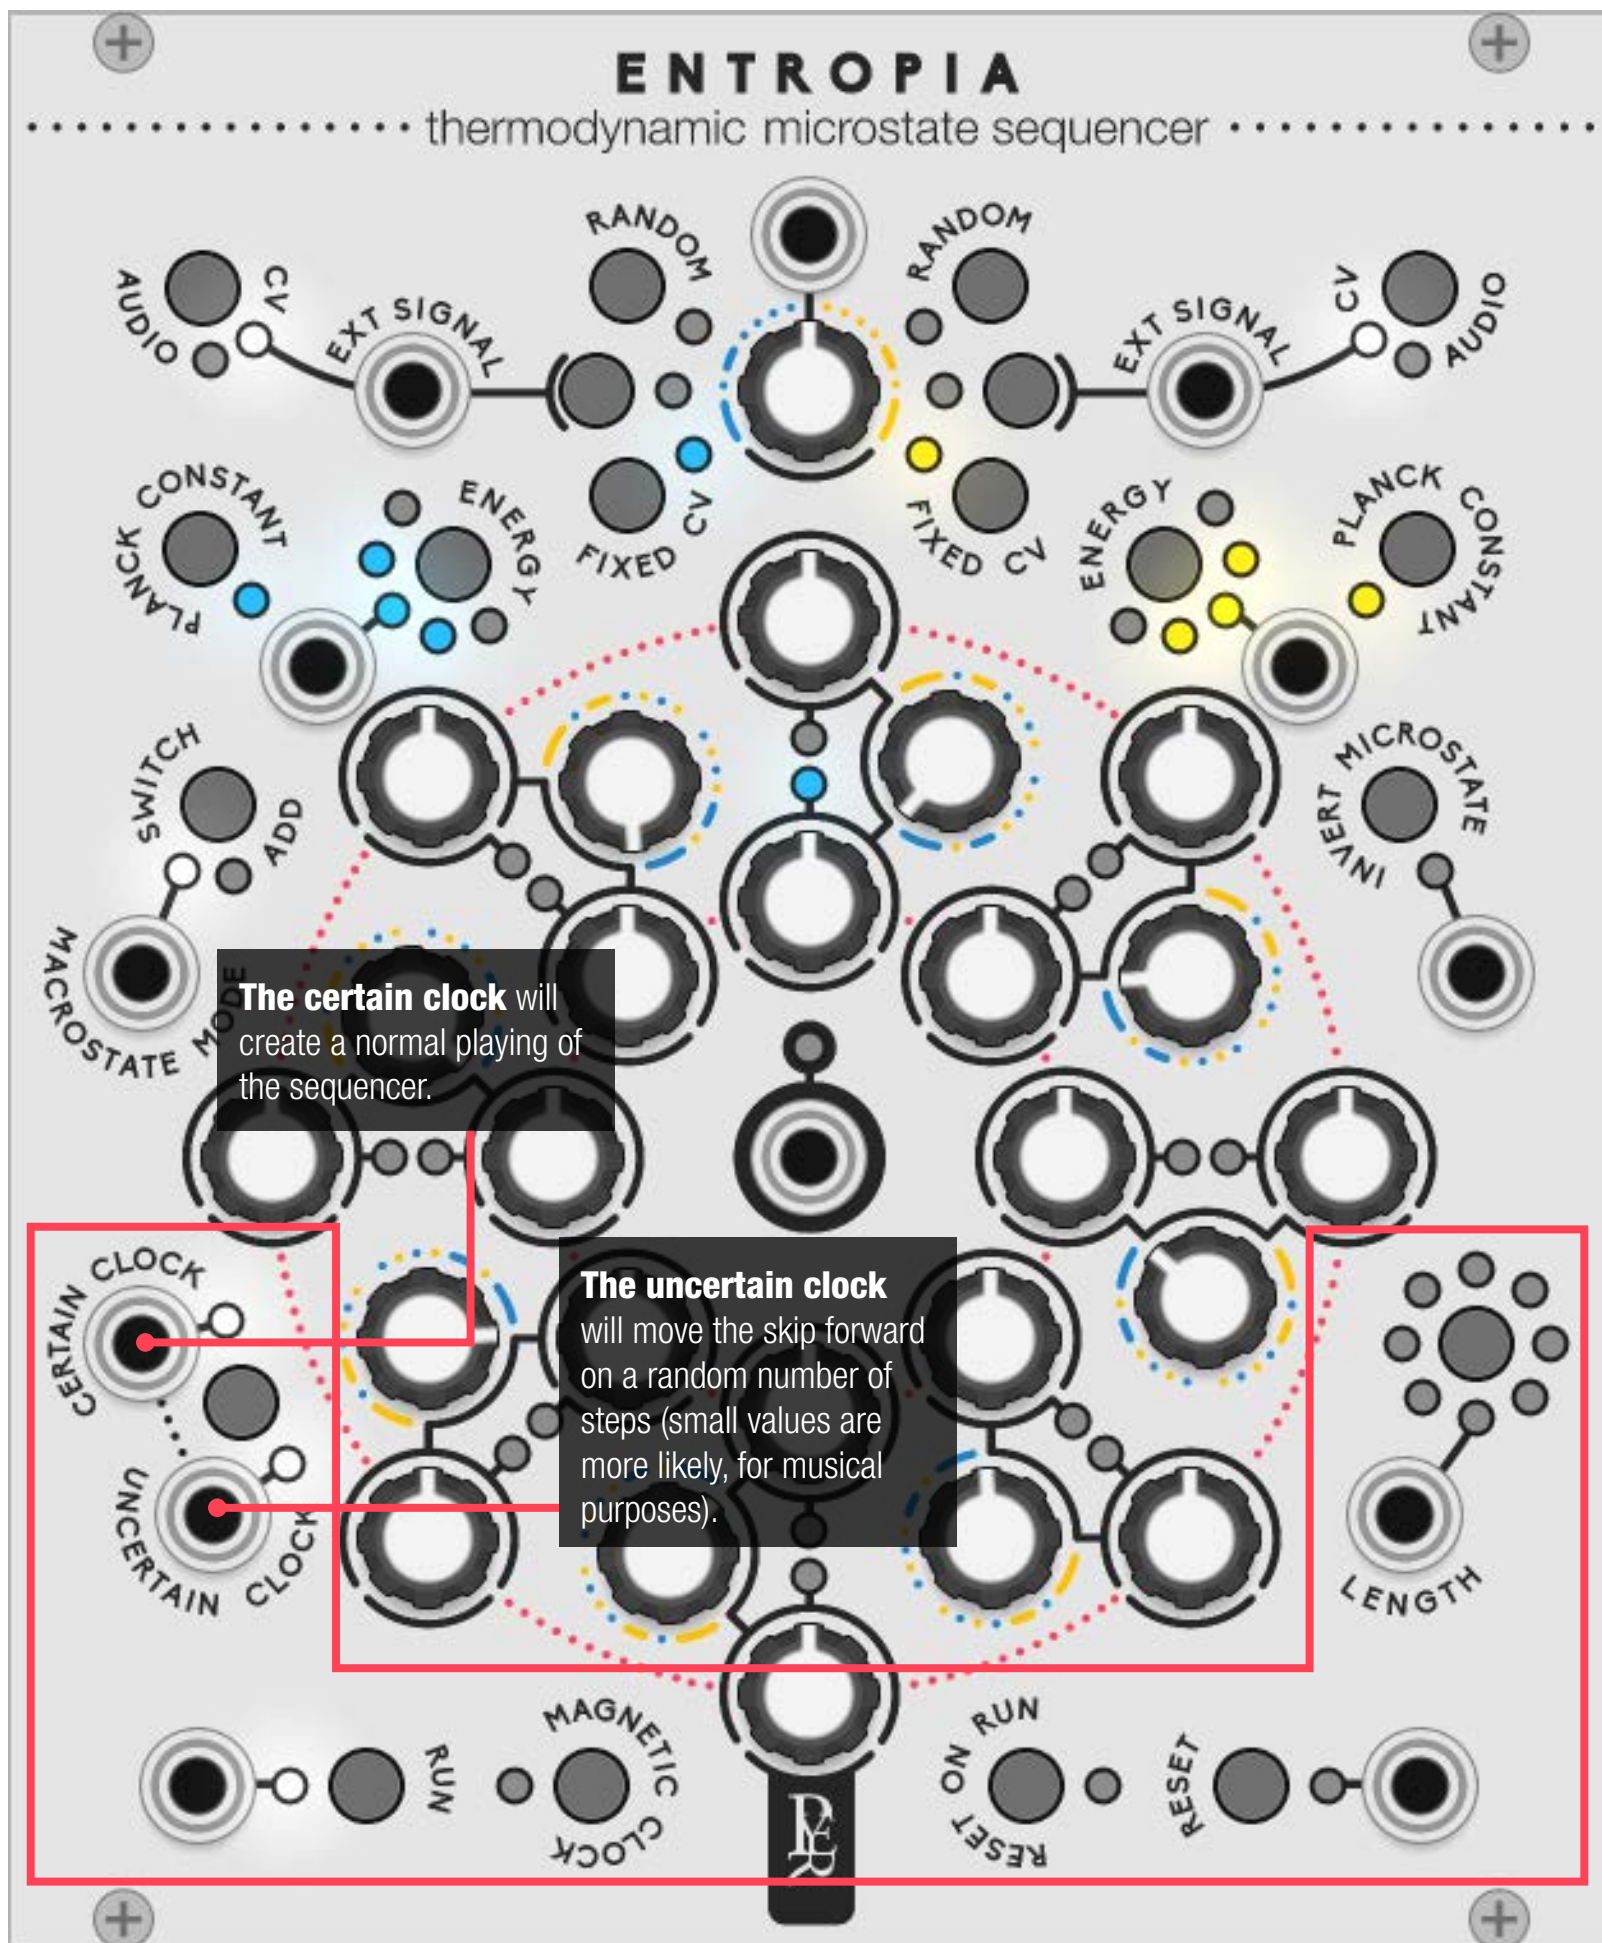 ENTROPIA
thermodynamic microstate sequencer
RANDOM
RANDOM
AUDIO
CV
EXT SIGNAL
EXT SIGNAL
CV
AUDIO
FIXED CV
FIXED CV
PLANCK CONSTANT
ENERGY
ENERGY
PLANCK CONSTANT
SWITCH
ADD
MACROSTATE MODE
INVERT MICROSTATE
The certain clock will
create a normal playing of
the sequencer.
CERTAIN CLOCK
UNCERTAIN CLOCK
The uncertain clock
will move the skip forward
on a random number of
steps (small values are
more likely, for musical
purposes).
LENGTH
RUN
MAGNETIC CLOCK
RESET ON RUN
RESET